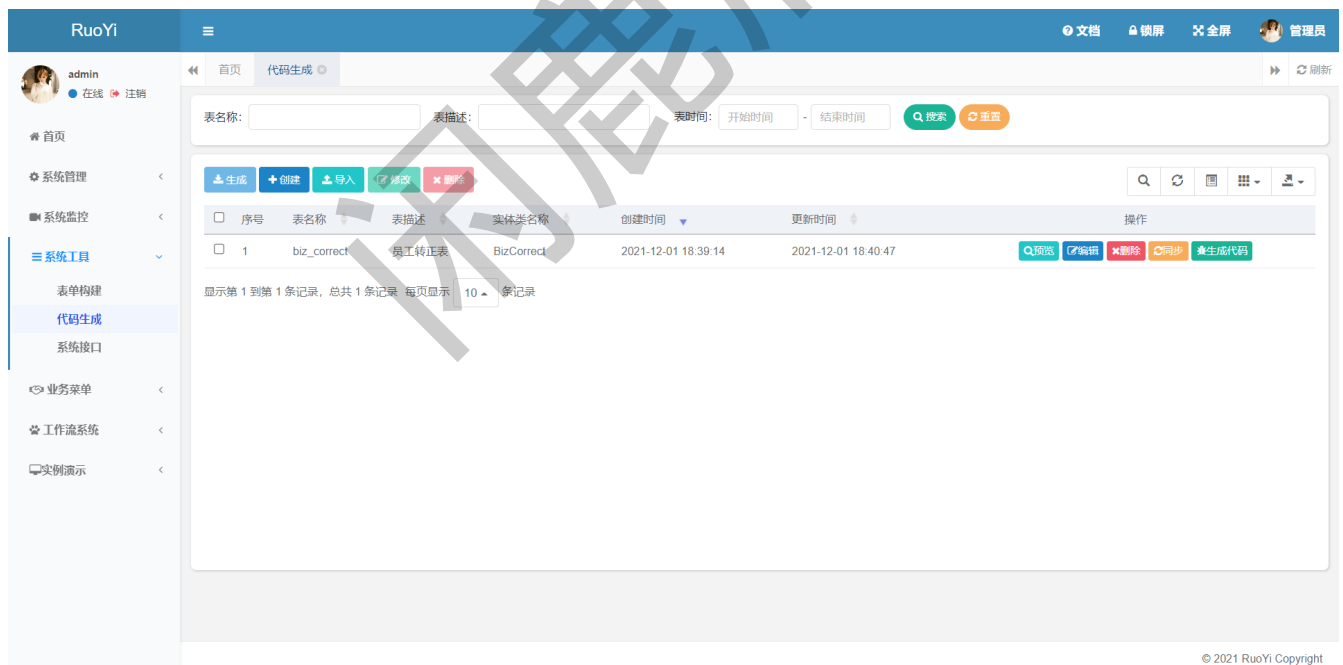 RuoYi
文档 锁屏 全屏 管理员
admin
在线 注销
首页 代码生成 刷新
首页
系统管理
系统监控
系统工具
表单构建
代码生成
系统接口
业务菜单
工作流系统
实例演示
表名称: 表描述: 表时间: 开始时间 - 结束时间 搜索 重置
生成 创建 导入 修改 删除
序号 表名称 表描述 实体类名称 创建时间 更新时间 操作
1 biz_correct 员工转正表 BizCorrect 2021-12-01 18:39:14 2021-12-01 18:40:47 预览 编辑 删除 同步 生成代码
显示第 1 到第 1 条记录，总共 1 条记录 每页显示 10 条记录
© 2021 RuoYi Copyright
闲鹿